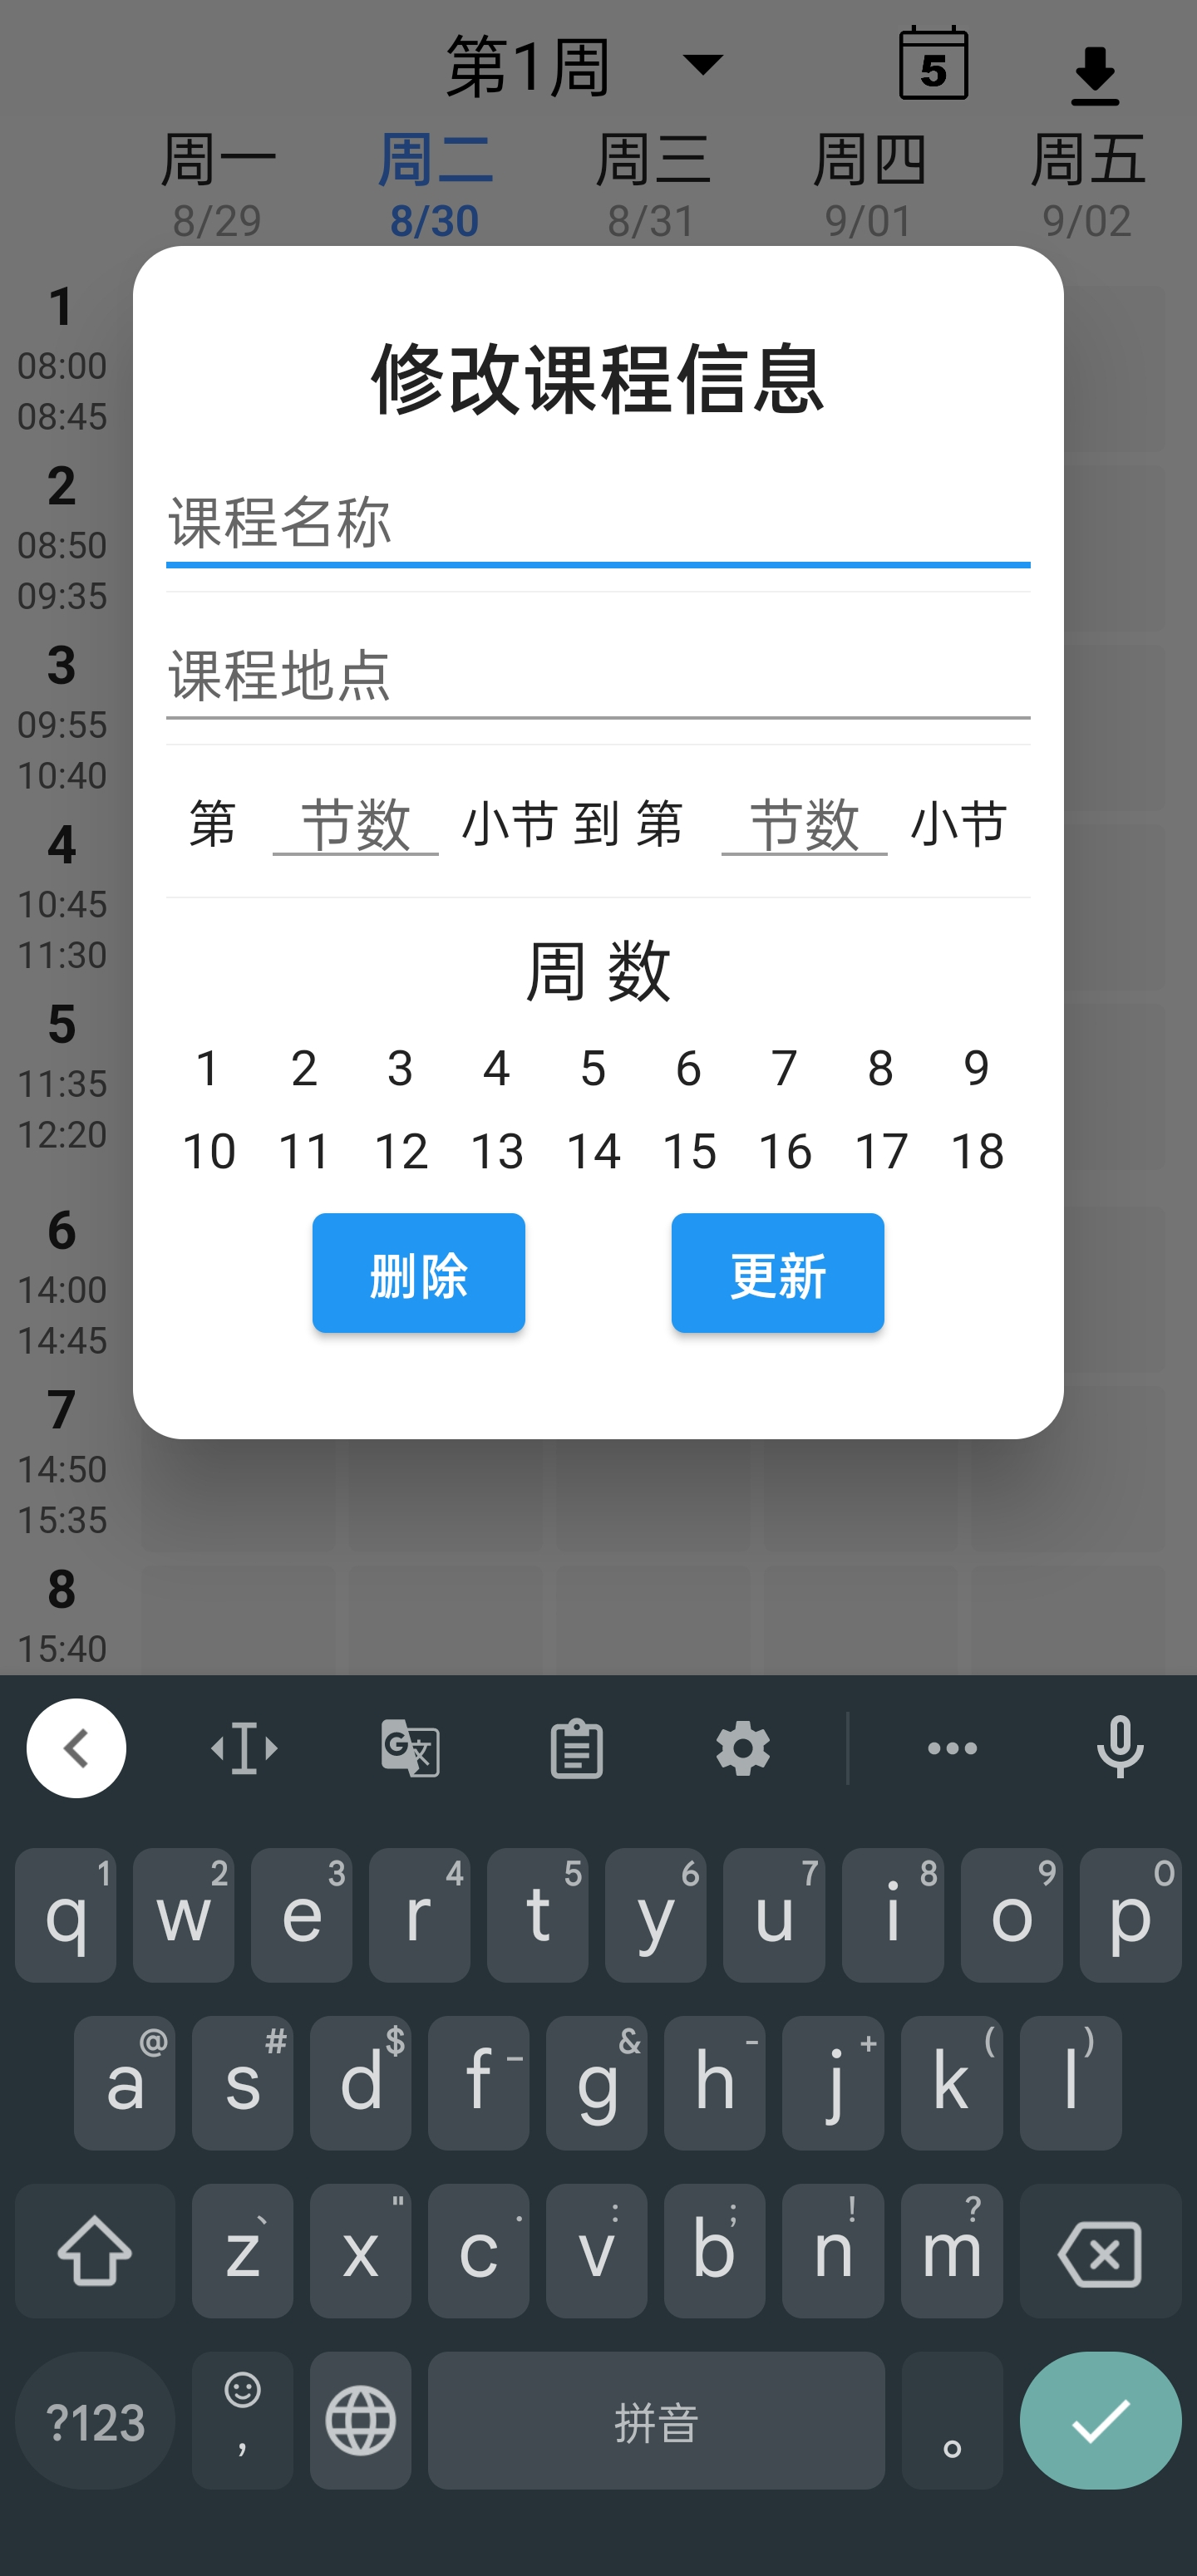 第1周
5
周一 周二 周三 周四 周五
8/29 8/30 8/31 9/01 9/02
1
08:00
08:45
2
08:50
09:35
3
09:55
10:40
4
10:45
11:30
5
11:35
12:20
6
14:00
14:45
7
14:50
15:35
8
15:40
修改课程信息
课程名称
课程地点
第 节数 小节 到 第 节数 小节
周 数
1 2 3 4 5 6 7 8 9
10 11 12 13 14 15 16 17 18
删除 更新
G 文
1 2 3 4 5 6 7 8 9 0
q w e r t y u i o p
@ # $ _ & - + ( )
a s d f g h j k l
、 " · : ; ! ?
z x c v b n m
?123 , 拼音 。